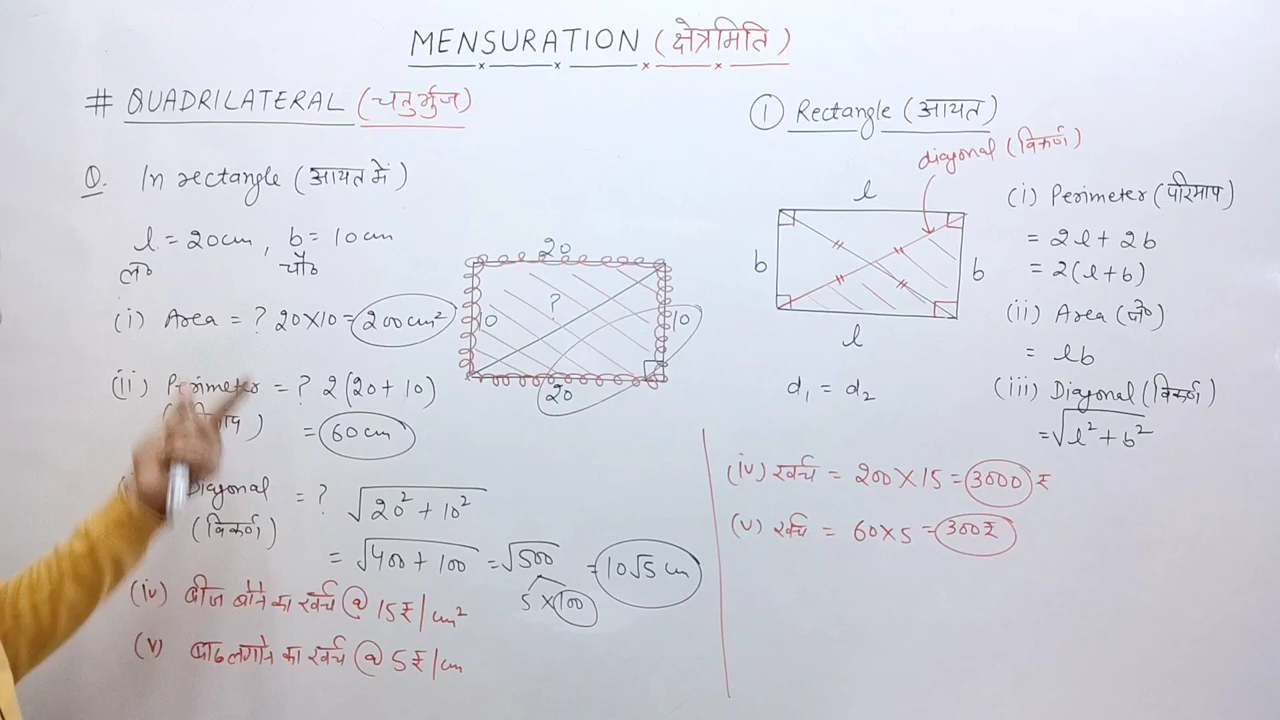 MENSURATION (क्षेत्रमिति)
# QUADRILATERAL (चतुर्भुज)
Q. In rectangle (आयत में)
l = 20cm, b = 10cm
ल० चौ०
(i) Area = ? 20×10 = 200cm²
(ii) Perimeter = ? 2(20+10)
= 60cm
Diagonal = ? √20² + 10²
(विकर्ण)
= √400 + 100 = √500 = 10√5 cm
5 × 100
(iv) बीज बोने का खर्च @ 15₹/cm²
(v) बाढ लगाने का खर्च @ 5₹/cm
20
10 ? 10
20
① Rectangle (आयत)
diagonal (विकर्ण)
l
b b
l
d₁ = d₂
(i) Perimeter (परिमाप)
= 2l + 2b
= 2(l+b)
(ii) Area (क्षे०)
= lb
(iii) Diagonal (विकर्ण)
= √l² + b²
(iv) खर्च = 200×15 = 3000 ₹
(v) खर्च = 60×5 = 300₹